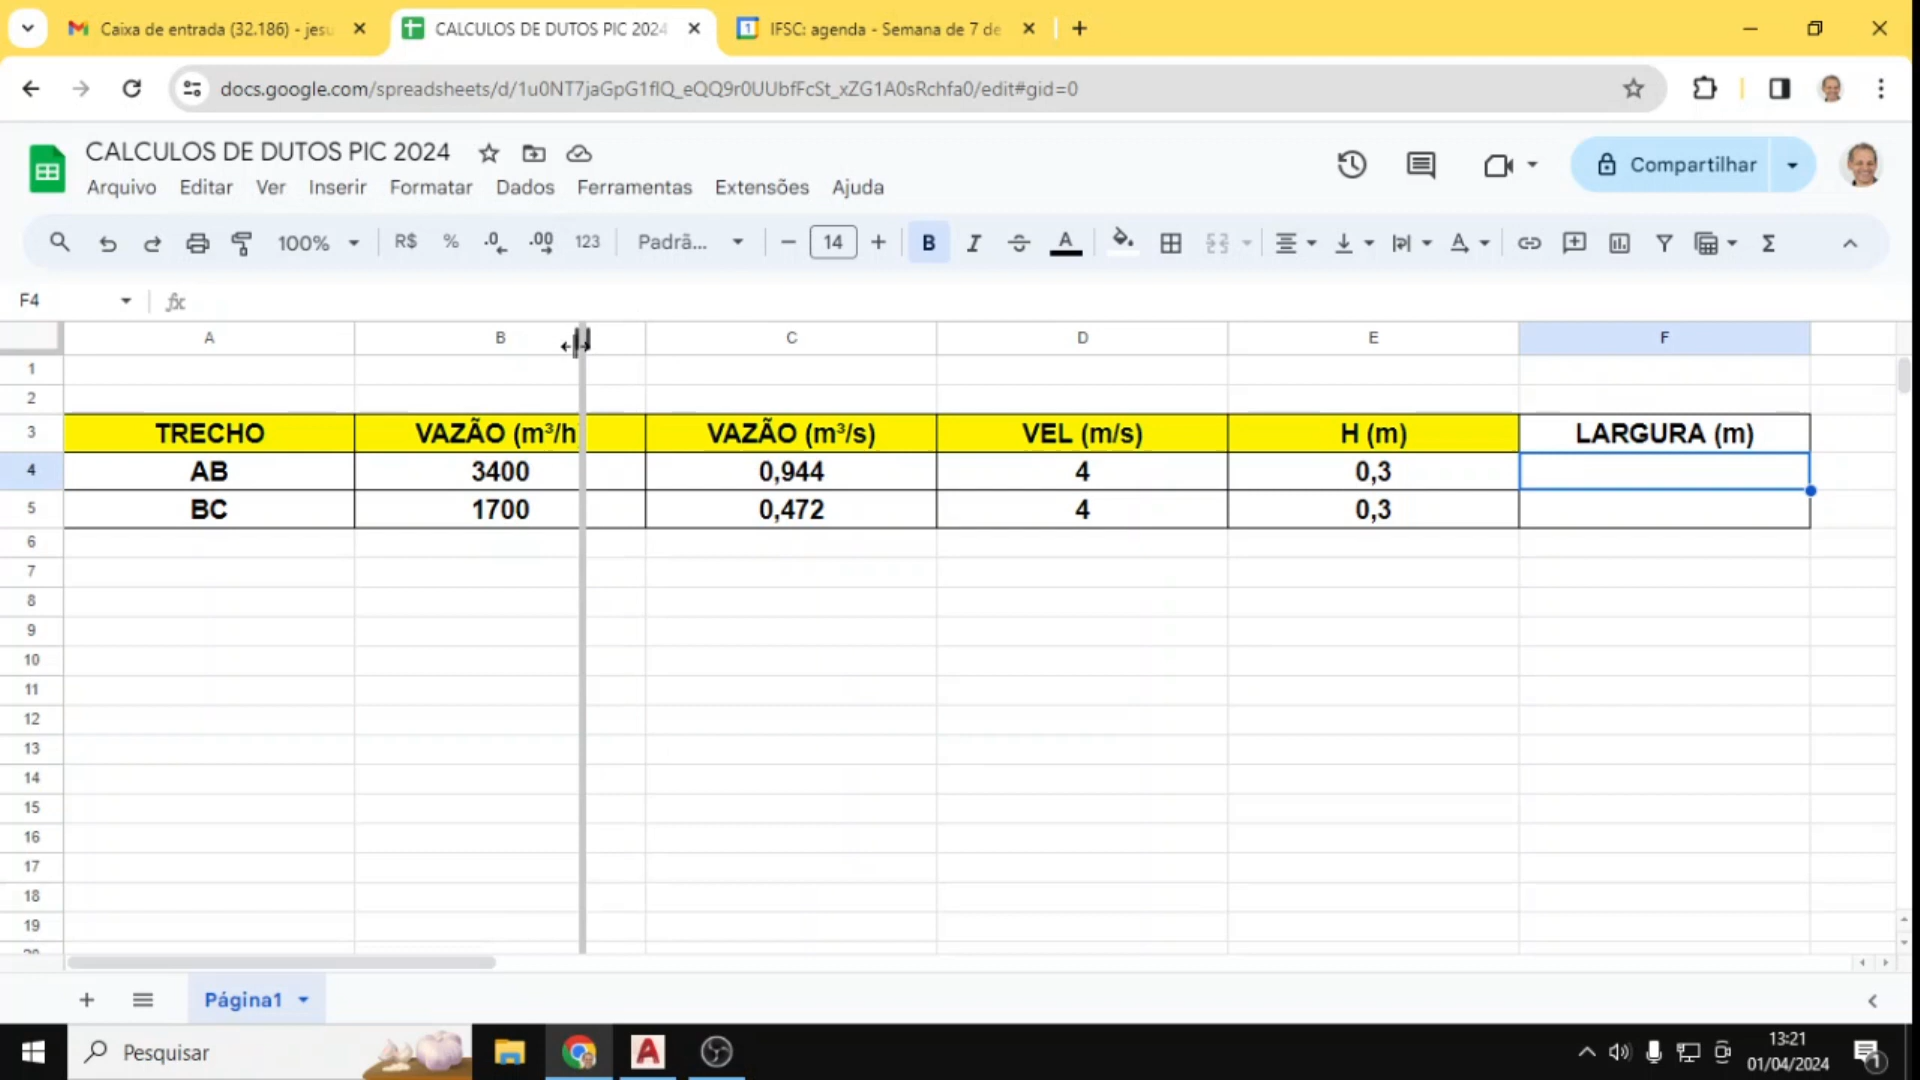 Caixa de entrada (32.186) - jesu
CALCULOS DE DUTOS PIC 2024
IFSC: agenda - Semana de 7 de
docs.google.com/spreadsheets/d/1u0NT7jaGpG1flQ_eQQ9r0UUbfFcSt_xZG1A0sRchfa0/edit#gid=0
CALCULOS DE DUTOS PIC 2024
Compartilhar
Arquivo Editar Ver Inserir Formatar Dados Ferramentas Extensões Ajuda
100% R$ % .0 .00 123 Padrã... 14 B I A
F4 fx
A B C D E F
1
2
3 TRECHO VAZÃO (m³/h) VAZÃO (m³/s) VEL (m/s) H (m) LARGURA (m)
4 AB 3400 0,944 4 0,3
5 BC 1700 0,472 4 0,3
6
7
8
9
10
11
12
13
14
15
16
17
18
19
Página1
Pesquisar
13:21
01/04/2024
1